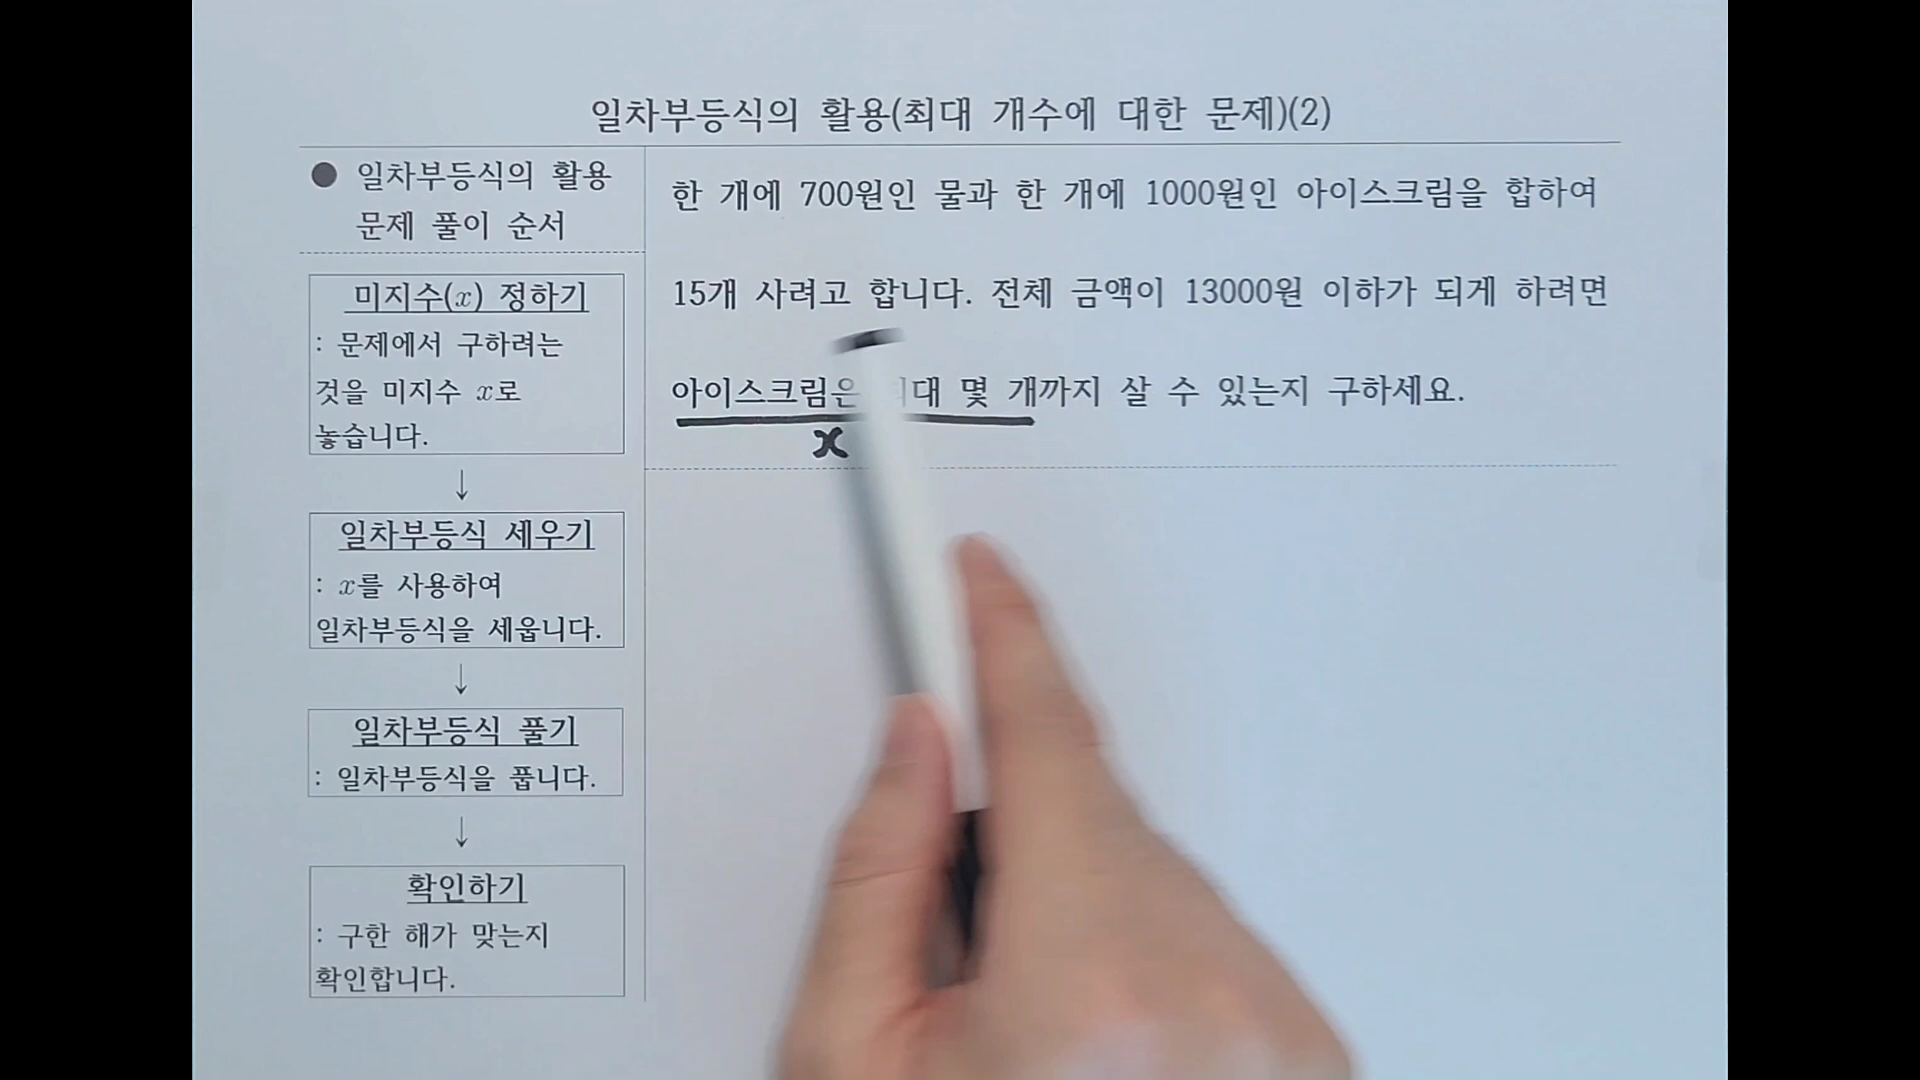 일차부등식의 활용(최대 개수에 대한 문제)(2)
● 일차부등식의 활용
문제 풀이 순서
미지수(x) 정하기
: 문제에서 구하려는
것을 미지수 x로
놓습니다.
↓
일차부등식 세우기
: x를 사용하여
일차부등식을 세웁니다.
↓
일차부등식 풀기
: 일차부등식을 풉니다.
↓
확인하기
: 구한 해가 맞는지
확인합니다.
한 개에 700원인 물과 한 개에 1000원인 아이스크림을 합하여
15개 사려고 합니다. 전체 금액이 13000원 이하가 되게 하려면
아이스크림은 몇 개까지 살 수 있는지 구하세요.
x